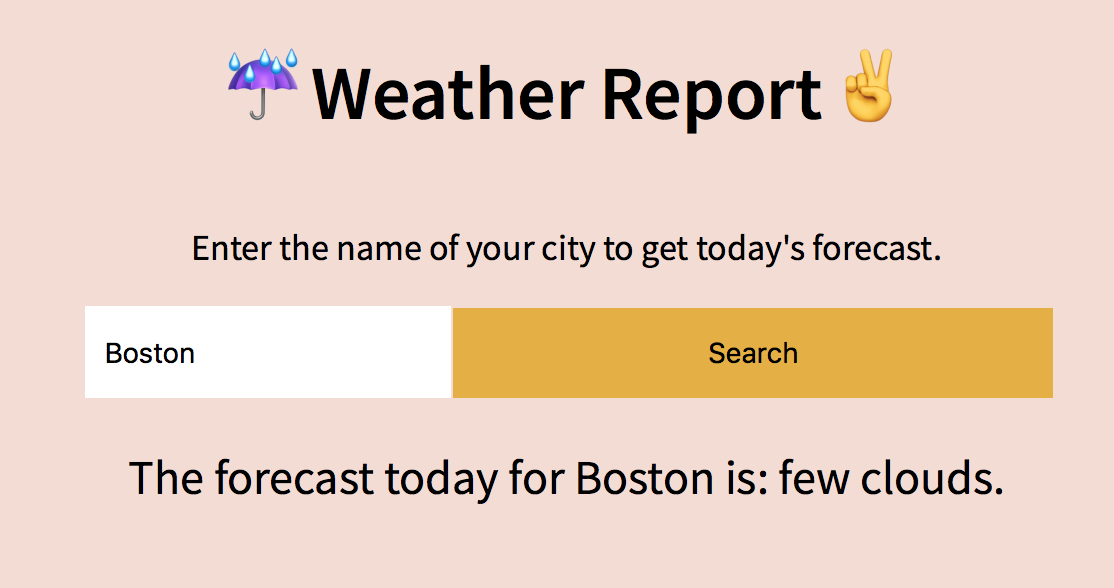 ☔ Weather Report ✌
Enter the name of your city to get today's forecast.
Boston
Search
The forecast today for Boston is: few clouds.